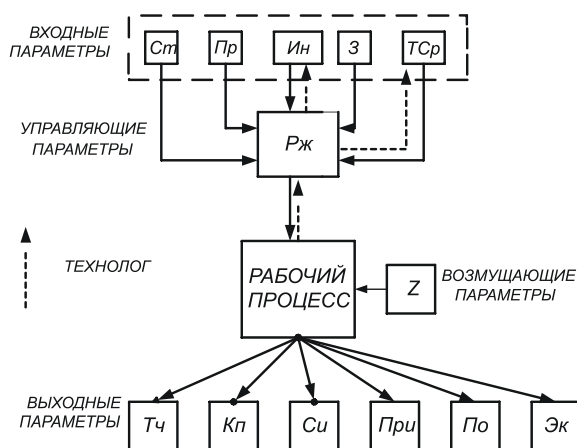 ВХОДНЫЕ
ПАРАМЕТРЫ
Ст Пр Ин З ТСр
УПРАВЛЯЮЩИЕ
ПАРАМЕТРЫ
Рж
ТЕХНОЛОГ
РАБОЧИЙ
ПРОЦЕСС
Z
ВОЗМУЩАЮЩИЕ
ПАРАМЕТРЫ
ВЫХОДНЫЕ
ПАРАМЕТРЫ
Тч Кп Си При По Эк